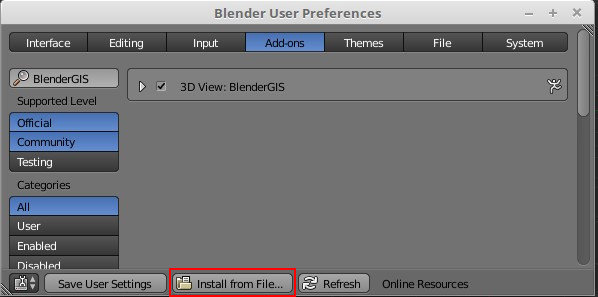 Blender User Preferences
Interface Editing Input Add-ons Themes File System
BlenderGIS
3D View: BlenderGIS
Supported Level
Official
Community
Testing
Categories
All
User
Enabled
Disabled
Save User Settings Install from File... Refresh Online Resources